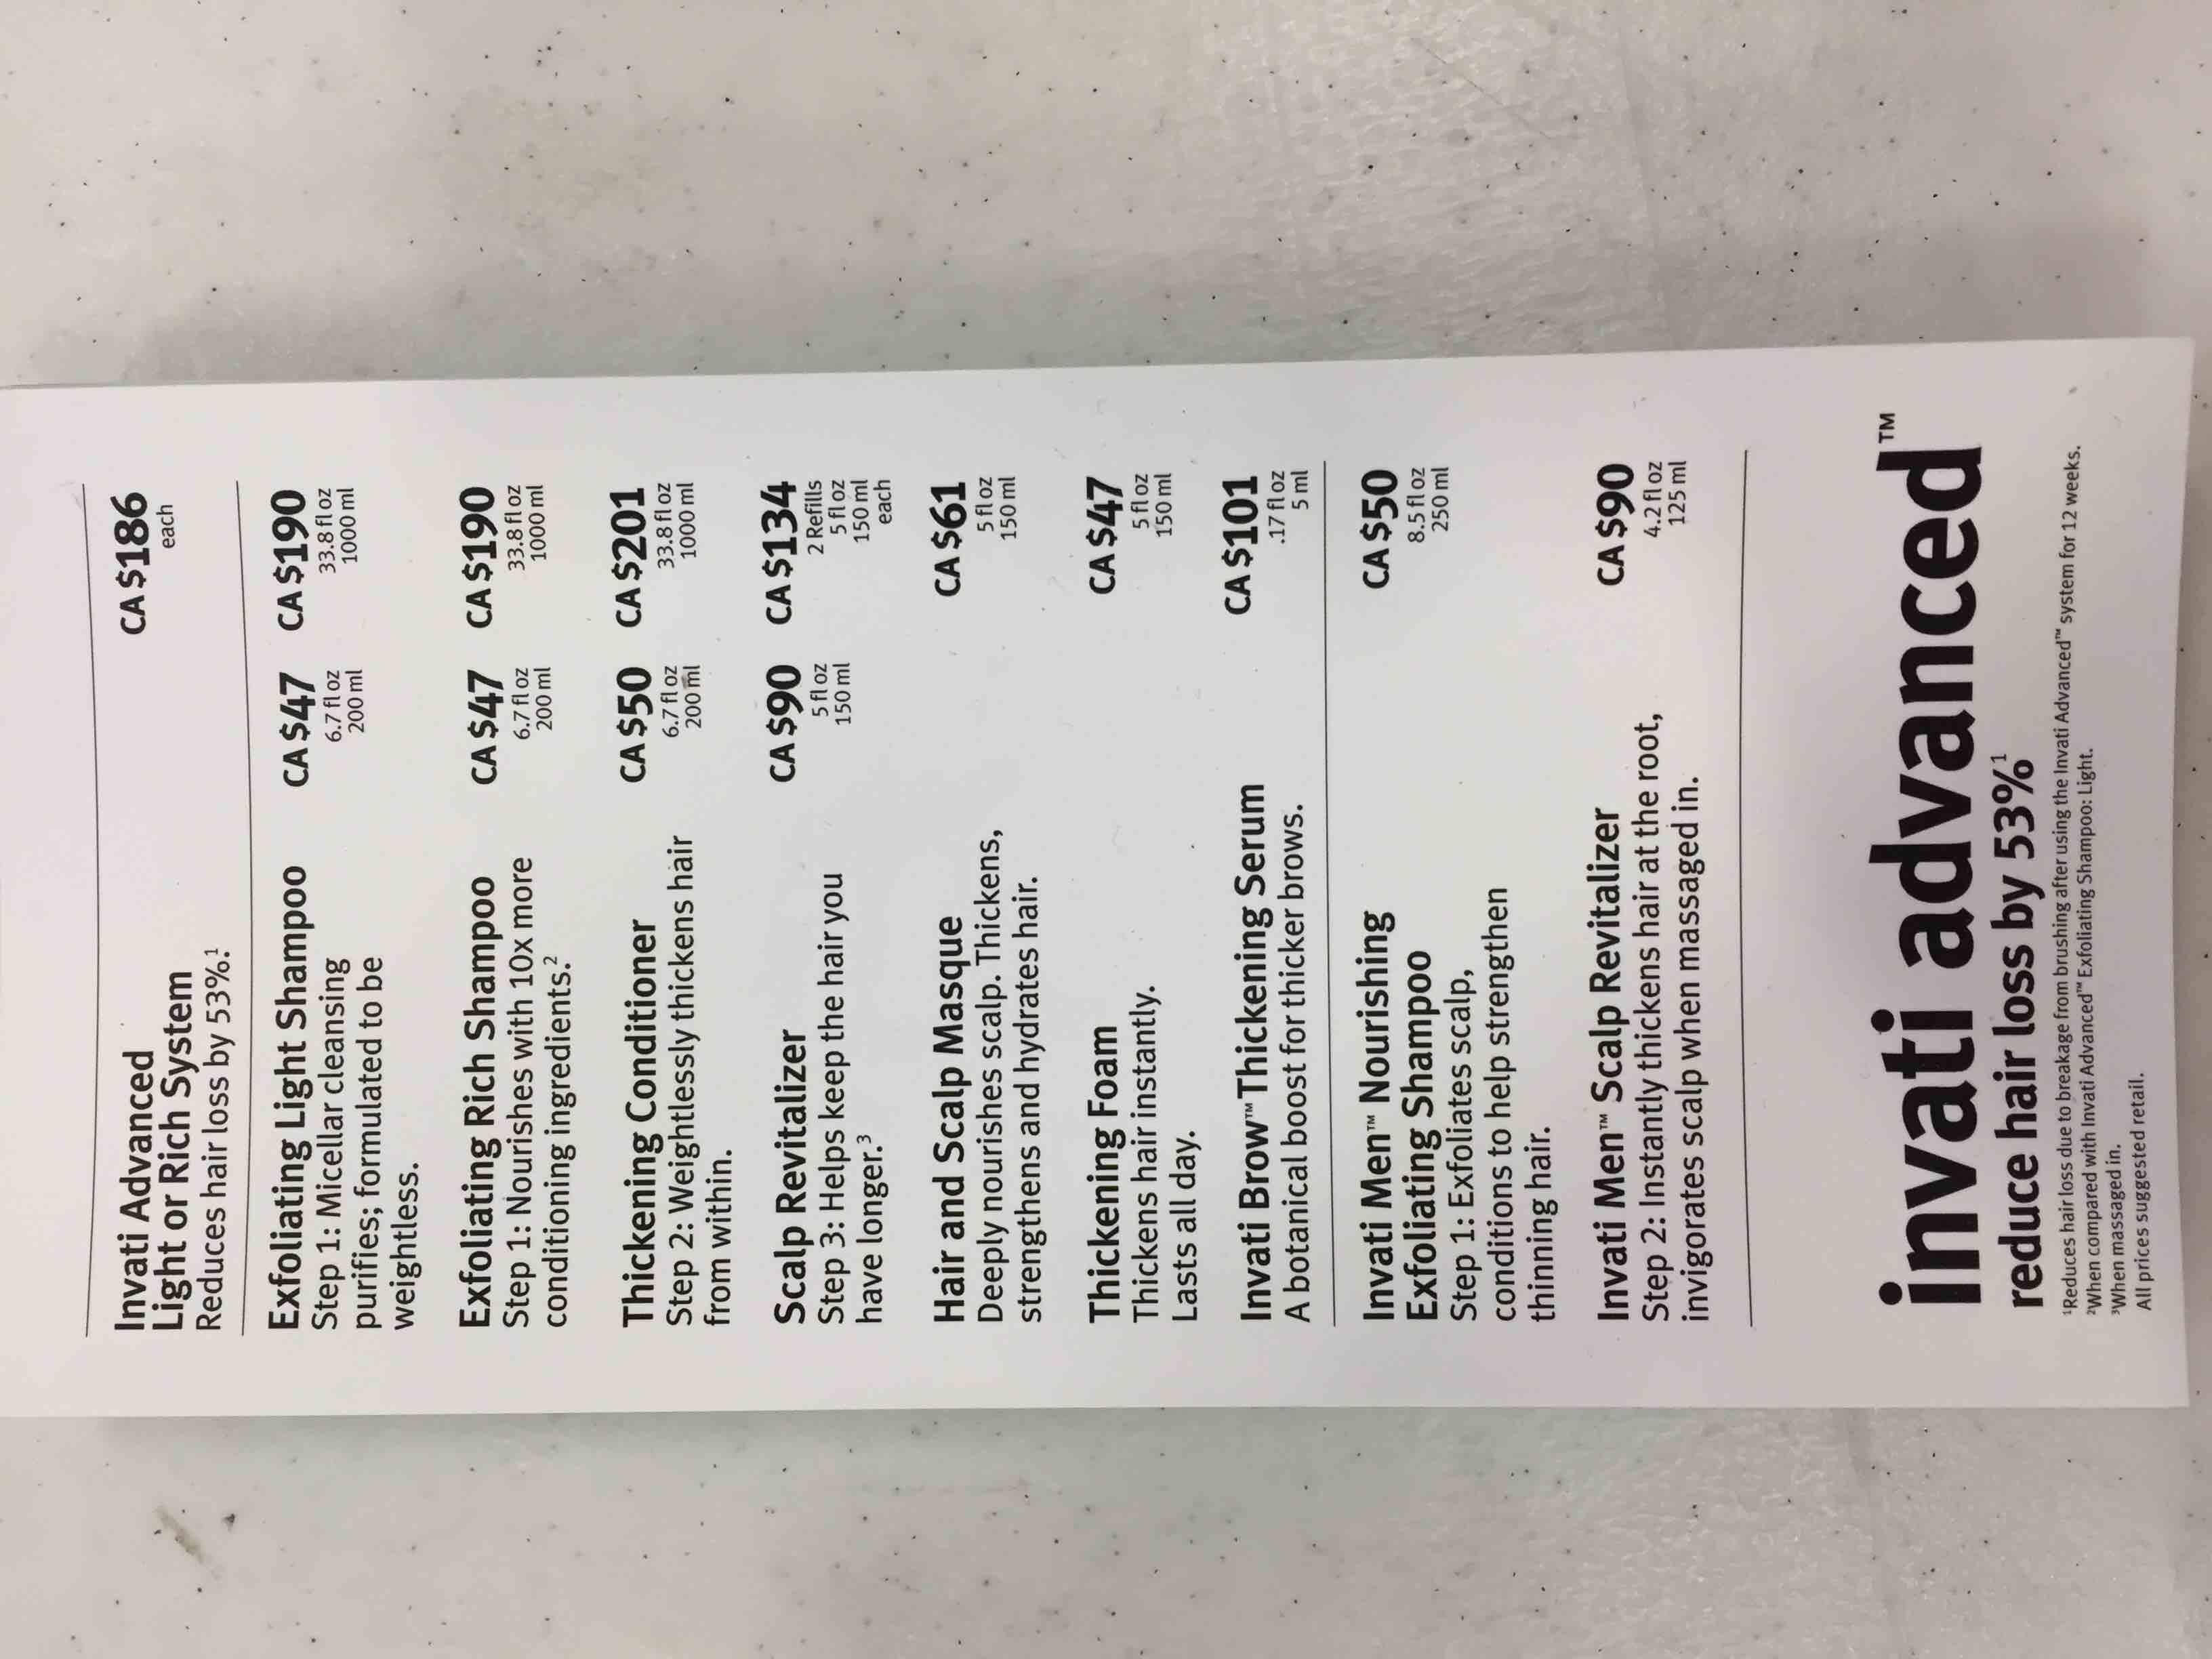 Invati Advanced
Light or Rich System
Reduces hair loss by 53%.¹
CA $186
each
Exfoliating Light Shampoo
Step 1: Micellar cleansing
purifies; formulated to be
weightless.
CA $47
6.7 fl oz
200 ml
CA $190
33.8 fl oz
1000 ml
Exfoliating Rich Shampoo
Step 1: Nourishes with 10x more
conditioning ingredients.²
CA $47
6.7 fl oz
200 ml
CA $190
33.8 fl oz
1000 ml
Thickening Conditioner
Step 2: Weightlessly thickens hair
from within.
CA $50
6.7 fl oz
200 ml
CA $201
33.8 fl oz
1000 ml
Scalp Revitalizer
Step 3: Helps keep the hair you
have longer.³
CA $90
5 fl oz
150 ml
CA $134
2 Refills
5 fl oz
150 ml
each
Hair and Scalp Masque
Deeply nourishes scalp. Thickens,
strengthens and hydrates hair.
CA $61
5 fl oz
150 ml
Thickening Foam
Thickens hair instantly.
Lasts all day.
CA $47
5 fl oz
150 ml
Invati Brow™ Thickening Serum
A botanical boost for thicker brows.
CA $101
.17 fl oz
5 ml
Invati Men™ Nourishing
Exfoliating Shampoo
Step 1: Exfoliates scalp,
conditions to help strengthen
thinning hair.
CA $50
8.5 fl oz
250 ml
Invati Men™ Scalp Revitalizer
Step 2: Instantly thickens hair at the root,
invigorates scalp when massaged in.
CA $90
4.2 fl oz
125 ml
invati advanced™
reduce hair loss by 53%¹
¹Reduces hair loss due to breakage from brushing after using the Invati Advanced™ system for 12 weeks.
²When compared with Invati Advanced™ Exfoliating Shampoo: Light.
³When massaged in.
All prices suggested retail.